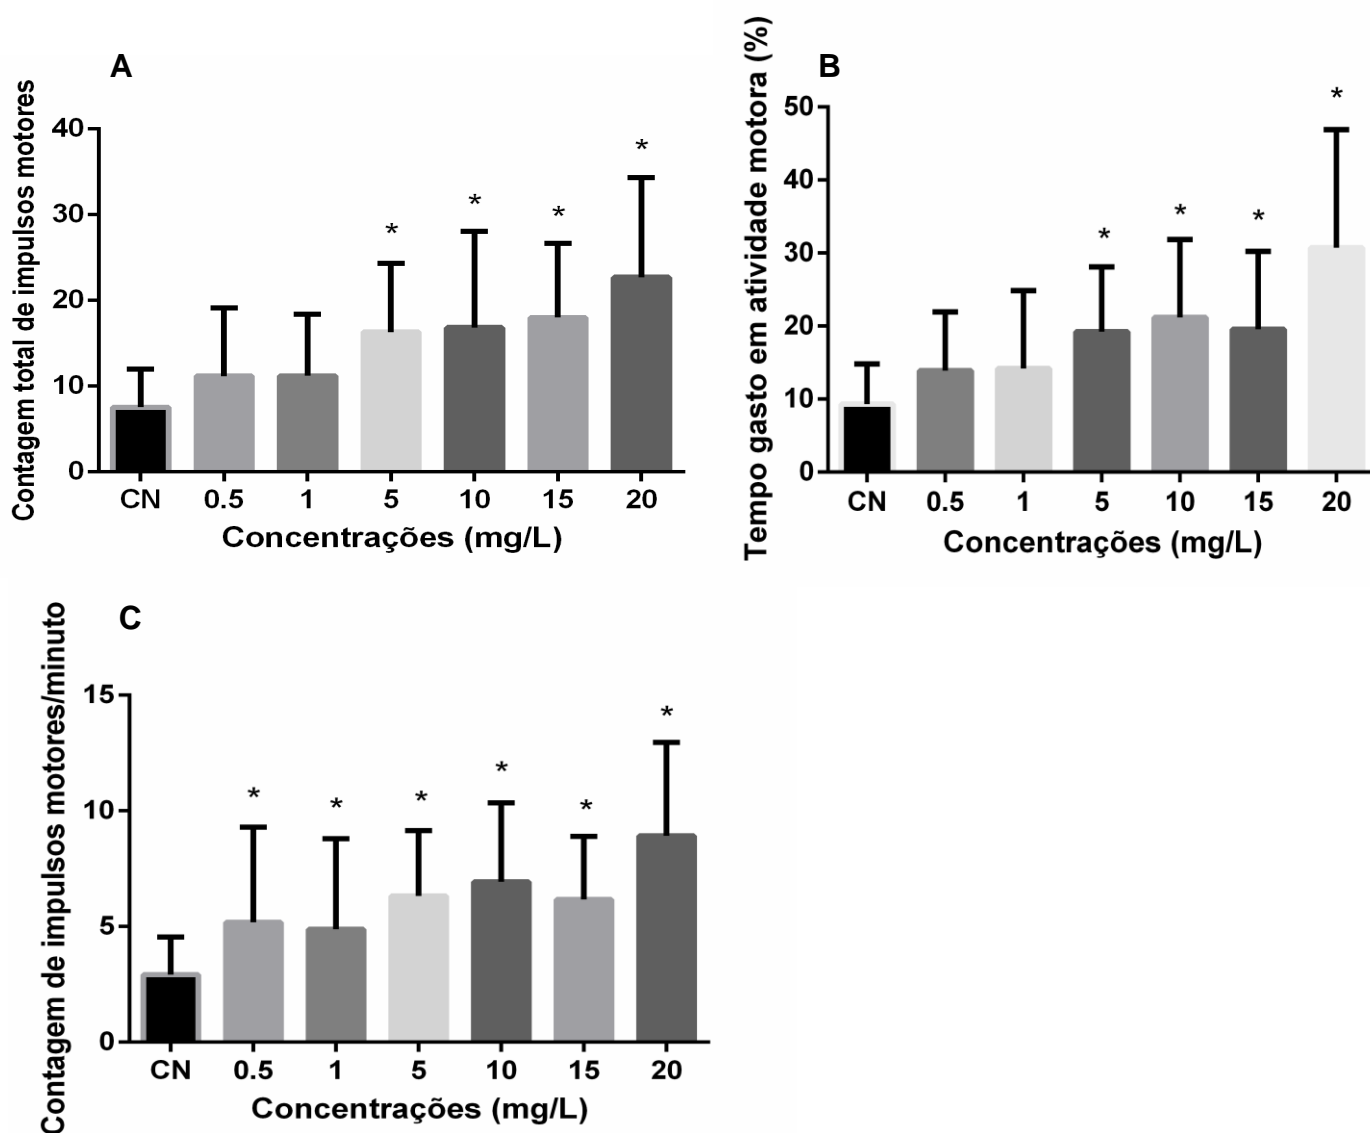 A
Contagem total de impulsos motores
40
30
20
10
0
* * * *
CN 0.5 1 5 10 15 20
Concentrações (mg/L)
B
Tempo gasto em atividade motora (%)
50
40
30
20
10
0
* * * *
CN 0.5 1 5 10 15 20
Concentrações (mg/L)
C
Contagem de impulsos motores/minuto
15
10
5
0
* * * * * *
CN 0.5 1 5 10 15 20
Concentrações (mg/L)